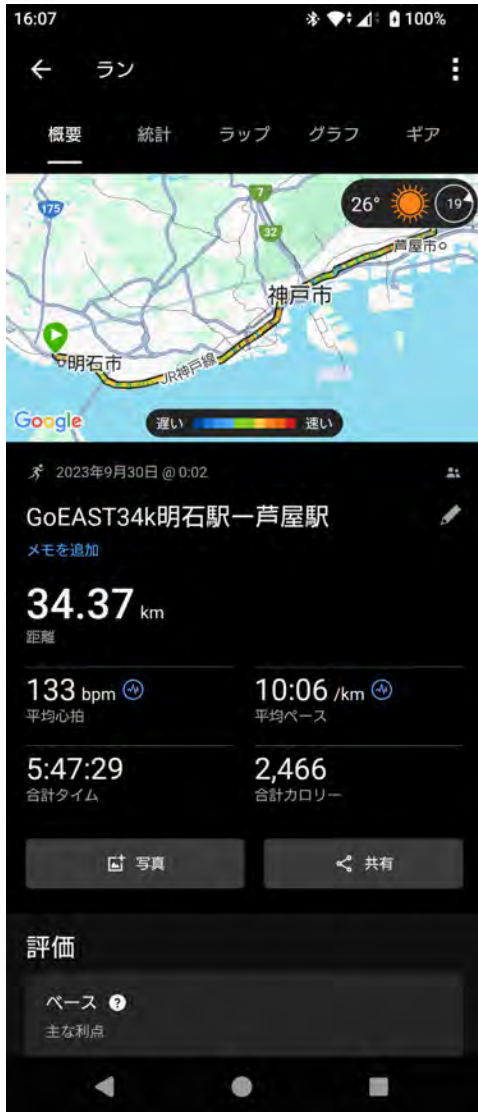 16:07
100%
ラン
概要 統計 ラップ グラフ ギア
175
7
32
26°
19
芦屋市
神戸市
明石市
JR神戸線
Google
遅い 速い
2023年9月30日 @ 0:02
GoEAST34k明石駅ー芦屋駅
メモを追加
34.37 km
距離
133 bpm 10:06 /km
平均心拍 平均ペース
5:47:29 2,466
合計タイム 合計カロリー
写真 共有
評価
ベース ?
主な利点